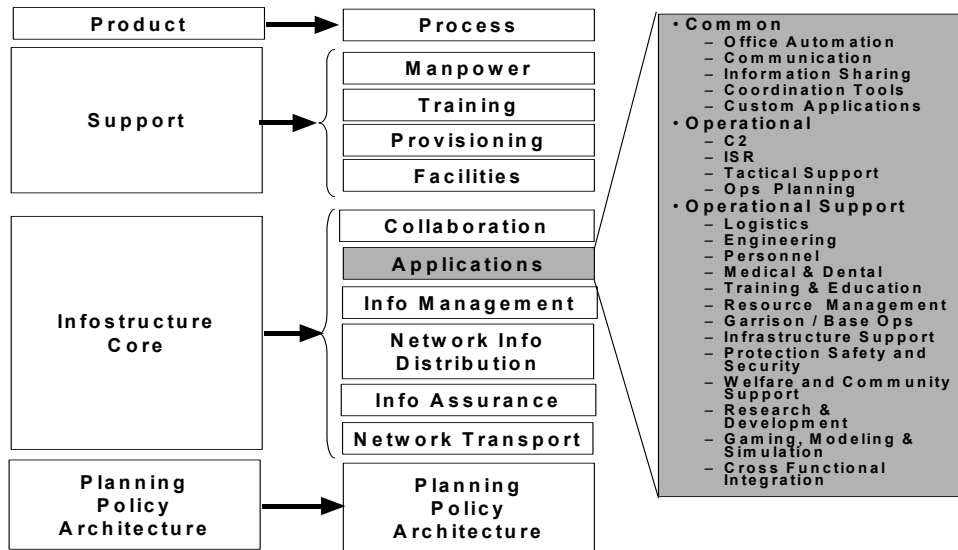 Product
Process
Support
Manpower
Training
Provisioning
Facilities
Infostructure
Core
Collaboration
Applications
Info Management
Network Info
Distribution
Info Assurance
Network Transport
Planning
Policy
Architecture
Planning
Policy
Architecture
• Common
– Office Automation
– Communication
– Information Sharing
– Coordination Tools
– Custom Applications
• Operational
– C2
– ISR
– Tactical Support
– Ops Planning
• Operational Support
– Logistics
– Engineering
– Personnel
– Medical & Dental
– Training & Education
– Resource Management
– Garrison / Base Ops
– Infrastructure Support
– Protection Safety and
Security
– Welfare and Community
Support
– Research &
Development
– Gaming, Modeling &
Simulation
– Cross Functional
Integration